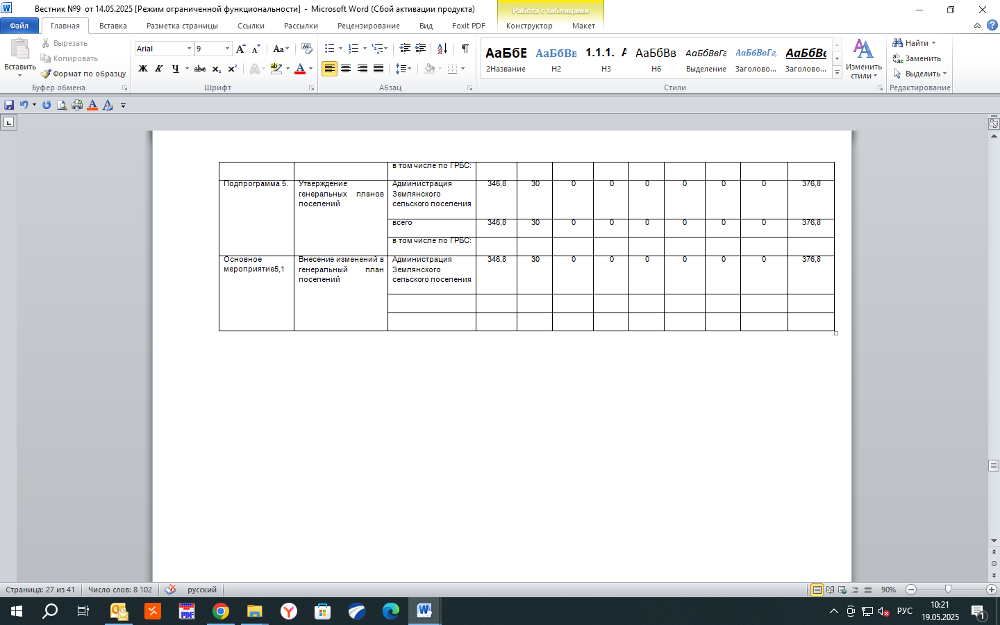 Вестник №9 от 14.05.2025 [Режим ограниченной функциональности] - Microsoft Word (Сбой активации продукта)
Работа с таблицами
Файл Главная Вставка Разметка страницы Ссылки Рассылки Рецензирование Вид Foxit PDF Конструктор Макет
Вставить
Вырезать
Копировать
Формат по образцу
Буфер обмена
Arial 9
Шрифт
Абзац
АаБбЕ АаБбВв 1.1.1. А АаБбВв АаБбВвГг АаБбВвГг, АаБбВв
2Название Н2 Н3 Н6 Выделение Заголово... Заголово...
Стили
Изменить
стили
Найти
Заменить
Выделить
Редактирование
в том числе по ГРБС:
Подпрограмма 5. Утверждение генеральных планов поселений Администрация Землянского сельского поселения 346,8 30 0 0 0 0 0 0 376,8
всего 346,8 30 0 0 0 0 0 0 376,8
в том числе по ГРБС:
Основное мероприятие5,1 Внесение изменений в генеральный план поселений Администрация Землянского сельского поселения 346,8 30 0 0 0 0 0 0 376,8
Страница: 27 из 41 Число слов: 8 102 русский 90%
РУС
10:21
19.05.2025
1